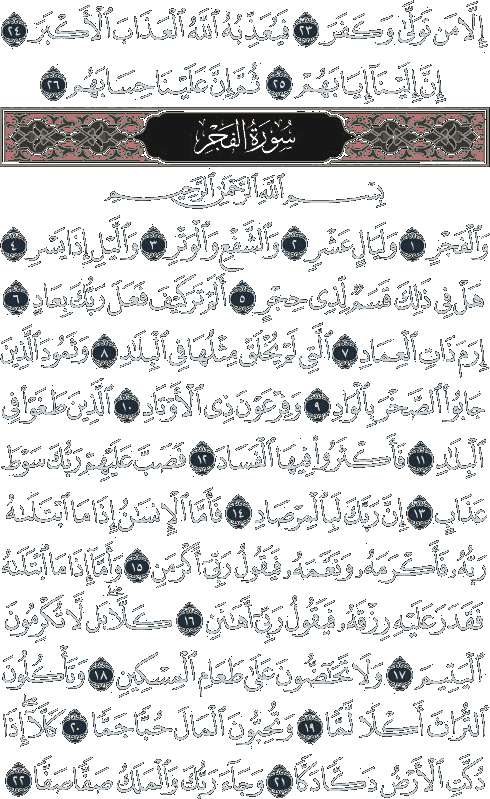 إِلَّا مَن تَوَلَّىٰ وَكَفَرَ ٢٣ فَيُعَذِّبُهُ ٱللَّهُ ٱلْعَذَابَ ٱلْأَكْبَرَ ٢٤
إِنَّ إِلَيْنَآ إِيَابَهُمْ ٢٥ ثُمَّ إِنَّ عَلَيْنَا حِسَابَهُم ٢٦
سُورَةُ الفَجْرِ
بِسْمِ ٱللَّهِ ٱلرَّحْمَٰنِ ٱلرَّحِيمِ
وَٱلْفَجْرِ ١ وَلَيَالٍ عَشْرٍ ٢ وَٱلشَّفْعِ وَٱلْوَتْرِ ٣ وَٱلَّيْلِ إِذَا يَسْرِ ٤
هَلْ فِى ذَٰلِكَ قَسَمٌ لِّذِى حِجْرٍ ٥ أَلَمْ تَرَ كَيْفَ فَعَلَ رَبُّكَ بِعَادٍ ٦
إِرَمَ ذَاتِ ٱلْعِمَادِ ٧ ٱلَّتِى لَمْ يُخْلَقْ مِثْلُهَا فِى ٱلْبِلَٰدِ ٨ وَثَمُودَ ٱلَّذِينَ
جَابُوا۟ ٱلصَّخْرَ بِٱلْوَادِ ٩ وَفِرْعَوْنَ ذِى ٱلْأَوْتَادِ ١٠ ٱلَّذِينَ طَغَوْا۟ فِى
ٱلْبِلَٰدِ ١١ فَأَكْثَرُوا۟ فِيهَا ٱلْفَسَادَ ١٢ فَصَبَّ عَلَيْهِمْ رَبُّكَ سَوْطَ
عَذَابٍ ١٣ إِنَّ رَبَّكَ لَبِٱلْمِرْصَادِ ١٤ فَأَمَّا ٱلْإِنسَٰنُ إِذَا مَا ٱبْتَلَىٰهُ
رَبُّهُۥ فَأَكْرَمَهُۥ وَنَعَّمَهُۥ فَيَقُولُ رَبِّىٓ أَكْرَمَنِ ١٥ وَأَمَّآ إِذَا مَا ٱبْتَلَىٰهُ
فَقَدَرَ عَلَيْهِ رِزْقَهُۥ فَيَقُولُ رَبِّىٓ أَهَٰنَنِ ١٦ كَلَّا ۖ بَل لَّا تُكْرِمُونَ
ٱلْيَتِيمَ ١٧ وَلَا تَحَٰٓضُّونَ عَلَىٰ طَعَامِ ٱلْمِسْكِينِ ١٨ وَتَأْكُلُونَ
ٱلتُّرَاثَ أَكْلًا لَّمًّا ١٩ وَتُحِبُّونَ ٱلْمَالَ حُبًّا جَمًّا ٢٠ كَلَّآ ۖ إِذَا
دُكَّتِ ٱلْأَرْضُ دَكًّا دَكًّا ٢١ وَجَآءَ رَبُّكَ وَٱلْمَلَكُ صَفًّا صَفًّا ٢٢